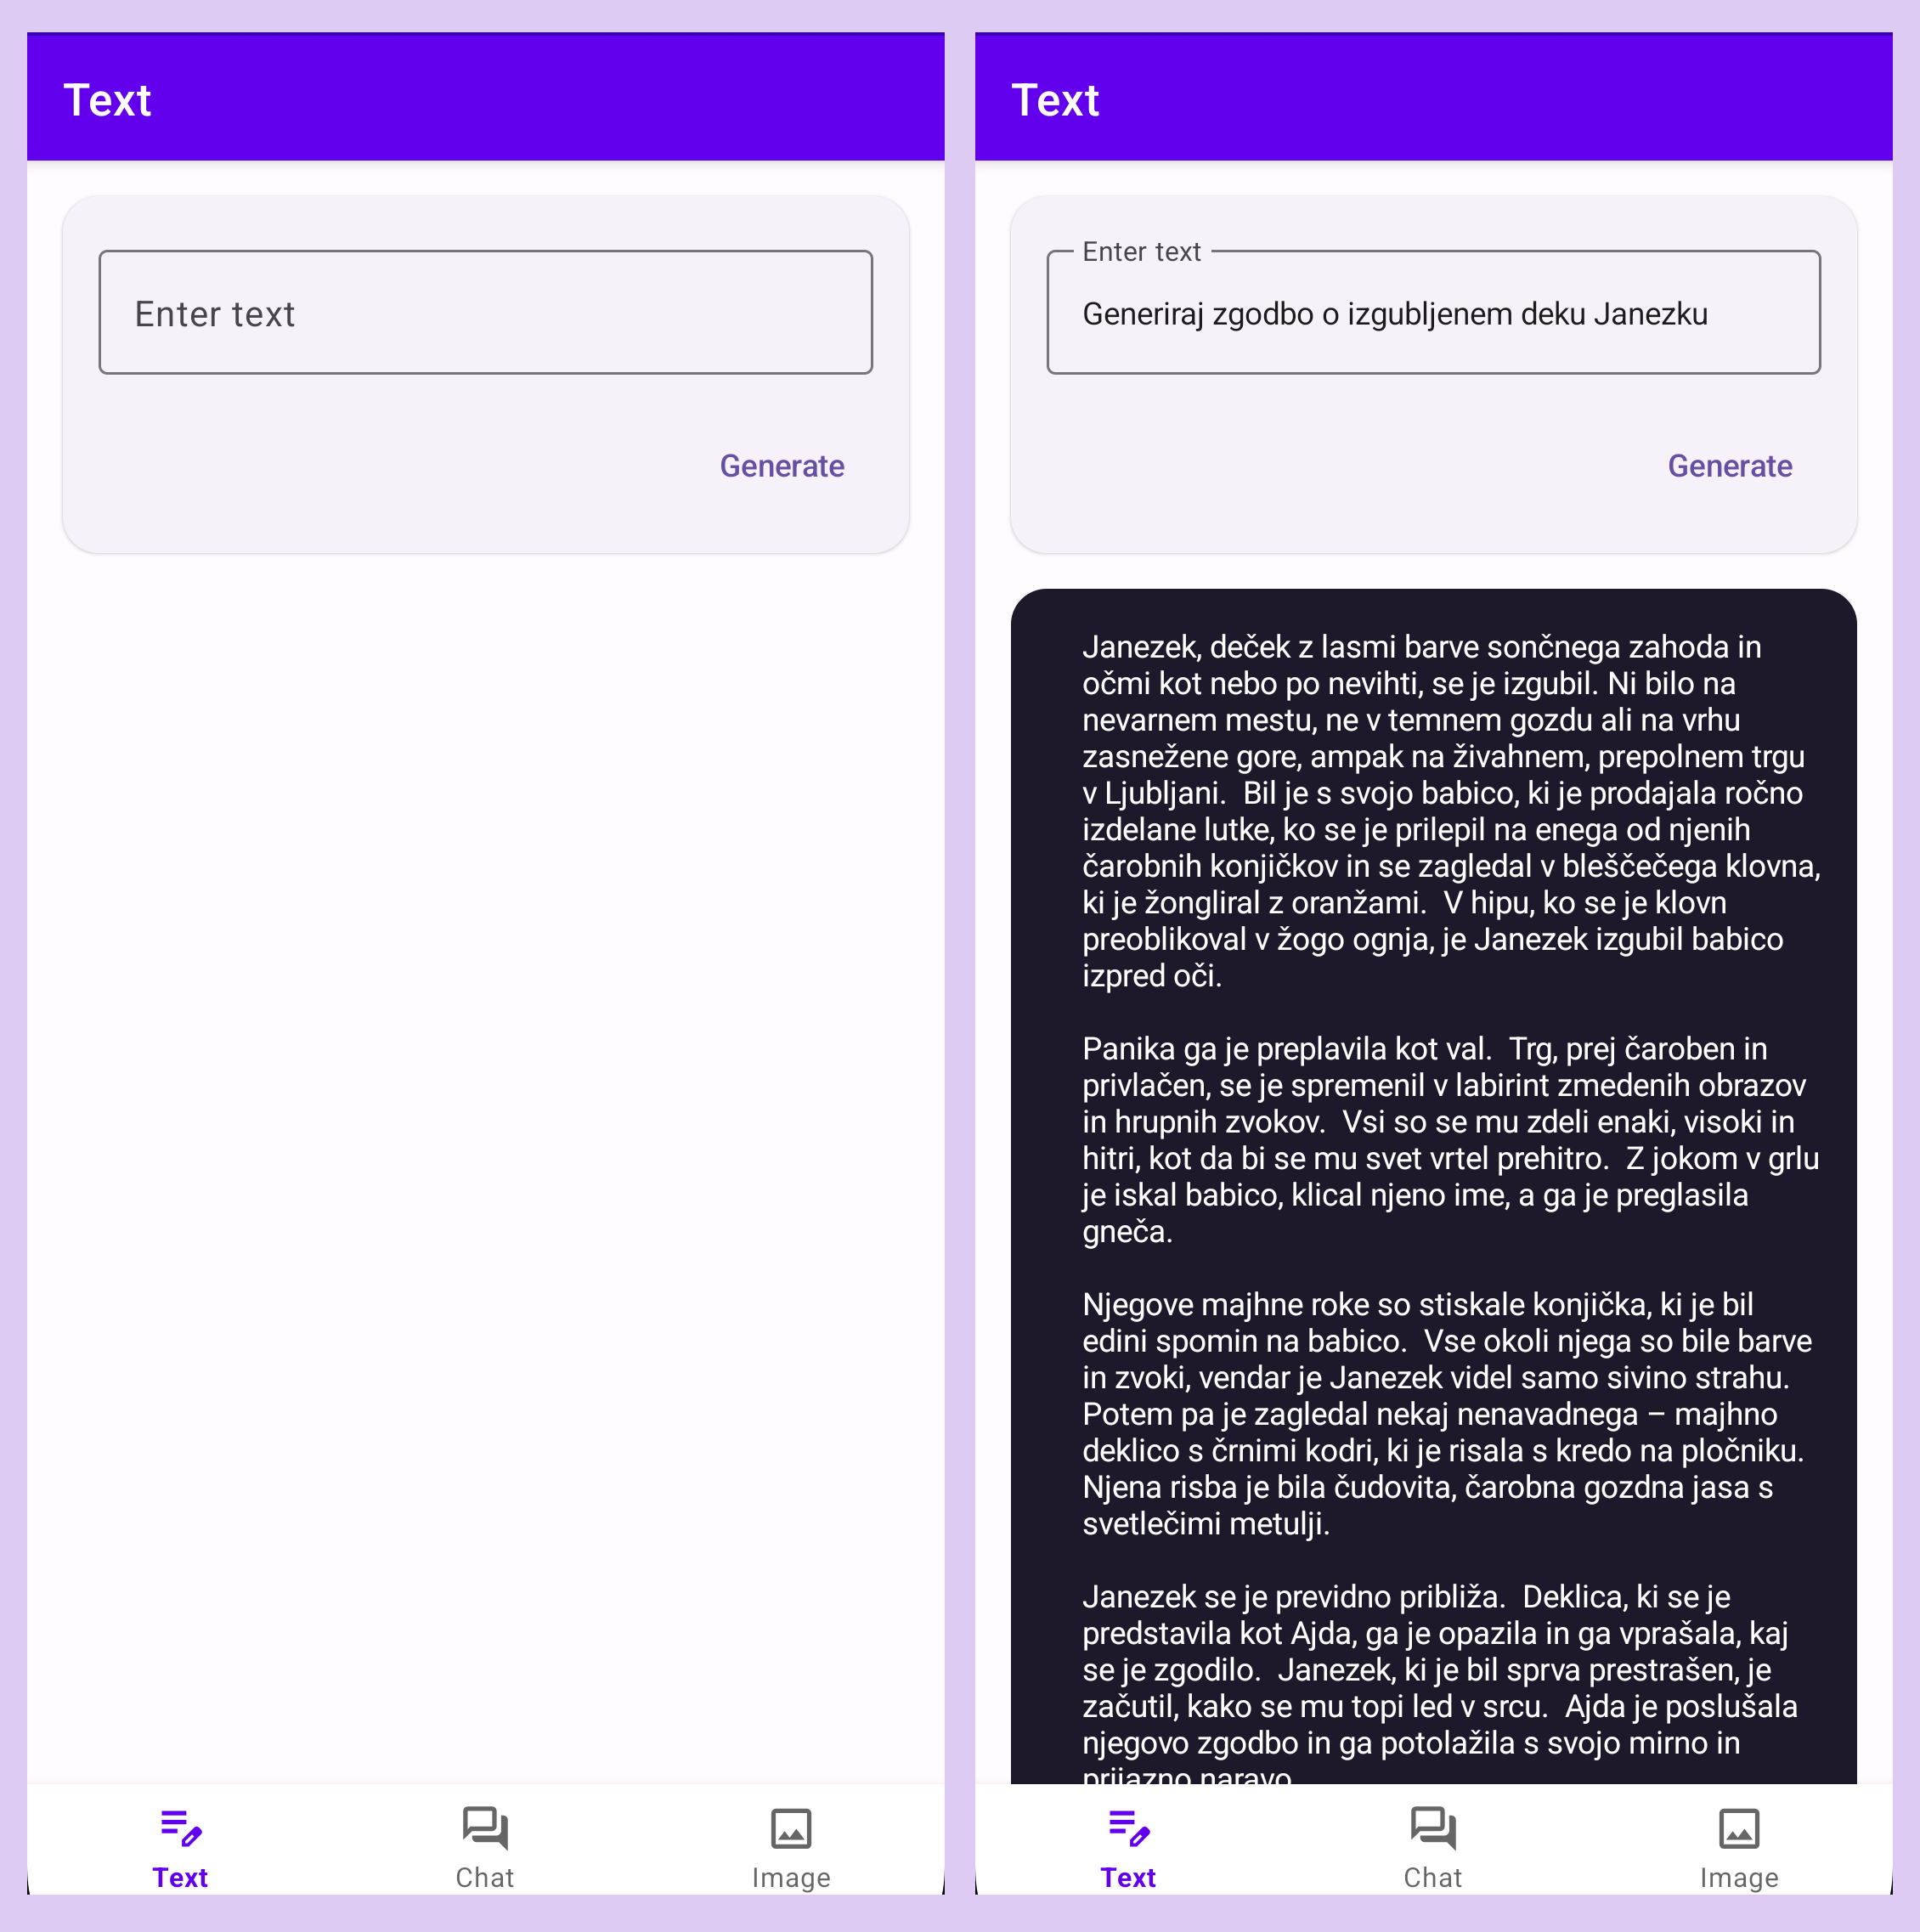 Text
Enter text
Generate
Text
Chat
Image
Text
Enter text
Generiraj zgodbo o izgubljenem deku Janezku
Generate
Janezek, deček z lasmi barve sončnega zahoda in
očmi kot nebo po nevihti, se je izgubil. Ni bilo na
nevarnem mestu, ne v temnem gozdu ali na vrhu
zasnežene gore, ampak na živahnem, prepolnem trgu
v Ljubljani.  Bil je s svojo babico, ki je prodajala ročno
izdelane lutke, ko se je prilepil na enega od njenih
čarobnih konjičkov in se zagledal v bleščečega klovna,
ki je žongliral z oranžami.  V hipu, ko se je klovn
preoblikoval v žogo ognja, je Janezek izgubil babico
izpred oči.
Panika ga je preplavila kot val.  Trg, prej čaroben in
privlačen, se je spremenil v labirint zmedenih obrazov
in hrupnih zvokov.  Vsi so se mu zdeli enaki, visoki in
hitri, kot da bi se mu svet vrtel prehitro.  Z jokom v grlu
je iskal babico, klical njeno ime, a ga je preglasila
gneča.
Njegove majhne roke so stiskale konjička, ki je bil
edini spomin na babico.  Vse okoli njega so bile barve
in zvoki, vendar je Janezek videl samo sivino strahu.
Potem pa je zagledal nekaj nenavadnega – majhno
deklico s črnimi kodri, ki je risala s kredo na pločniku.
Njena risba je bila čudovita, čarobna gozdna jasa s
svetlečimi metulji.
Janezek se je previdno približa.  Deklica, ki se je
predstavila kot Ajda, ga je opazila in ga vprašala, kaj
se je zgodilo.  Janezek, ki je bil sprva prestrašen, je
začutil, kako se mu topi led v srcu.  Ajda je poslušala
njegovo zgodbo in ga potolažila s svojo mirno in
prijazno naravo
Text
Chat
Image